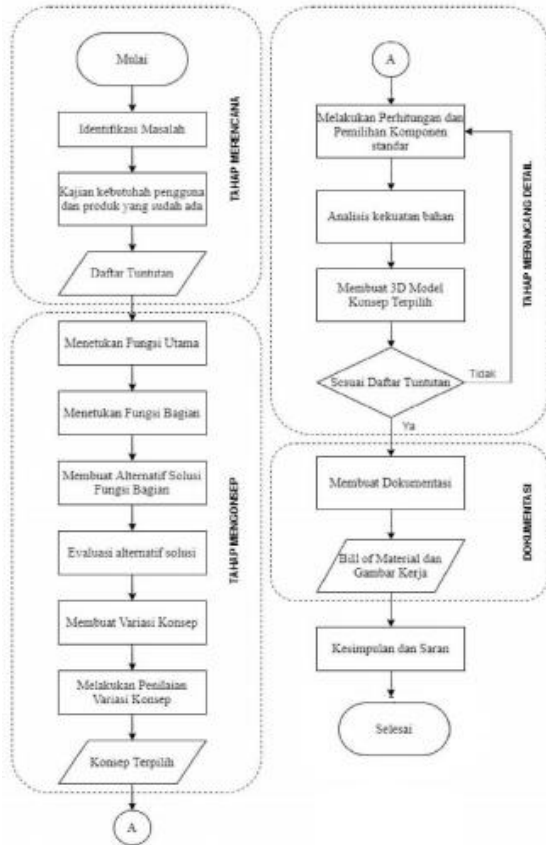 Mulai
Identifikasi Masalah
Kajian kebutuhah pengguna
dan produk yang sudah ada
Daftar Tuntutan
TAHAP MERENCANA
Menetukan Fungsi Utama
Menetukan Fungsi Bagian
Membuat Alternatif Solusi
Fungsi Bagian
Evaluasi alternatif solusi
Membuat Variasi Konsep
Melakukan Penilaian
Variasi Konsep
Konsep Terpilih
TAHAP MENGONSEP
A
A
Melakukan Perhitungan dan
Pemilihan Komponen
standar
Analisis kekuatan bahan
Membuat 3D Model
Konsep Terpilih
Sesuai Daftar Tuntutan
Tidak
Ya
TAHAP MERANCANG DETAIL
Membuat Dokumentasi
Bill of Material dan
Gambar Kerja
DOKUMENTASI
Kesimpulan dan Saran
Selesai